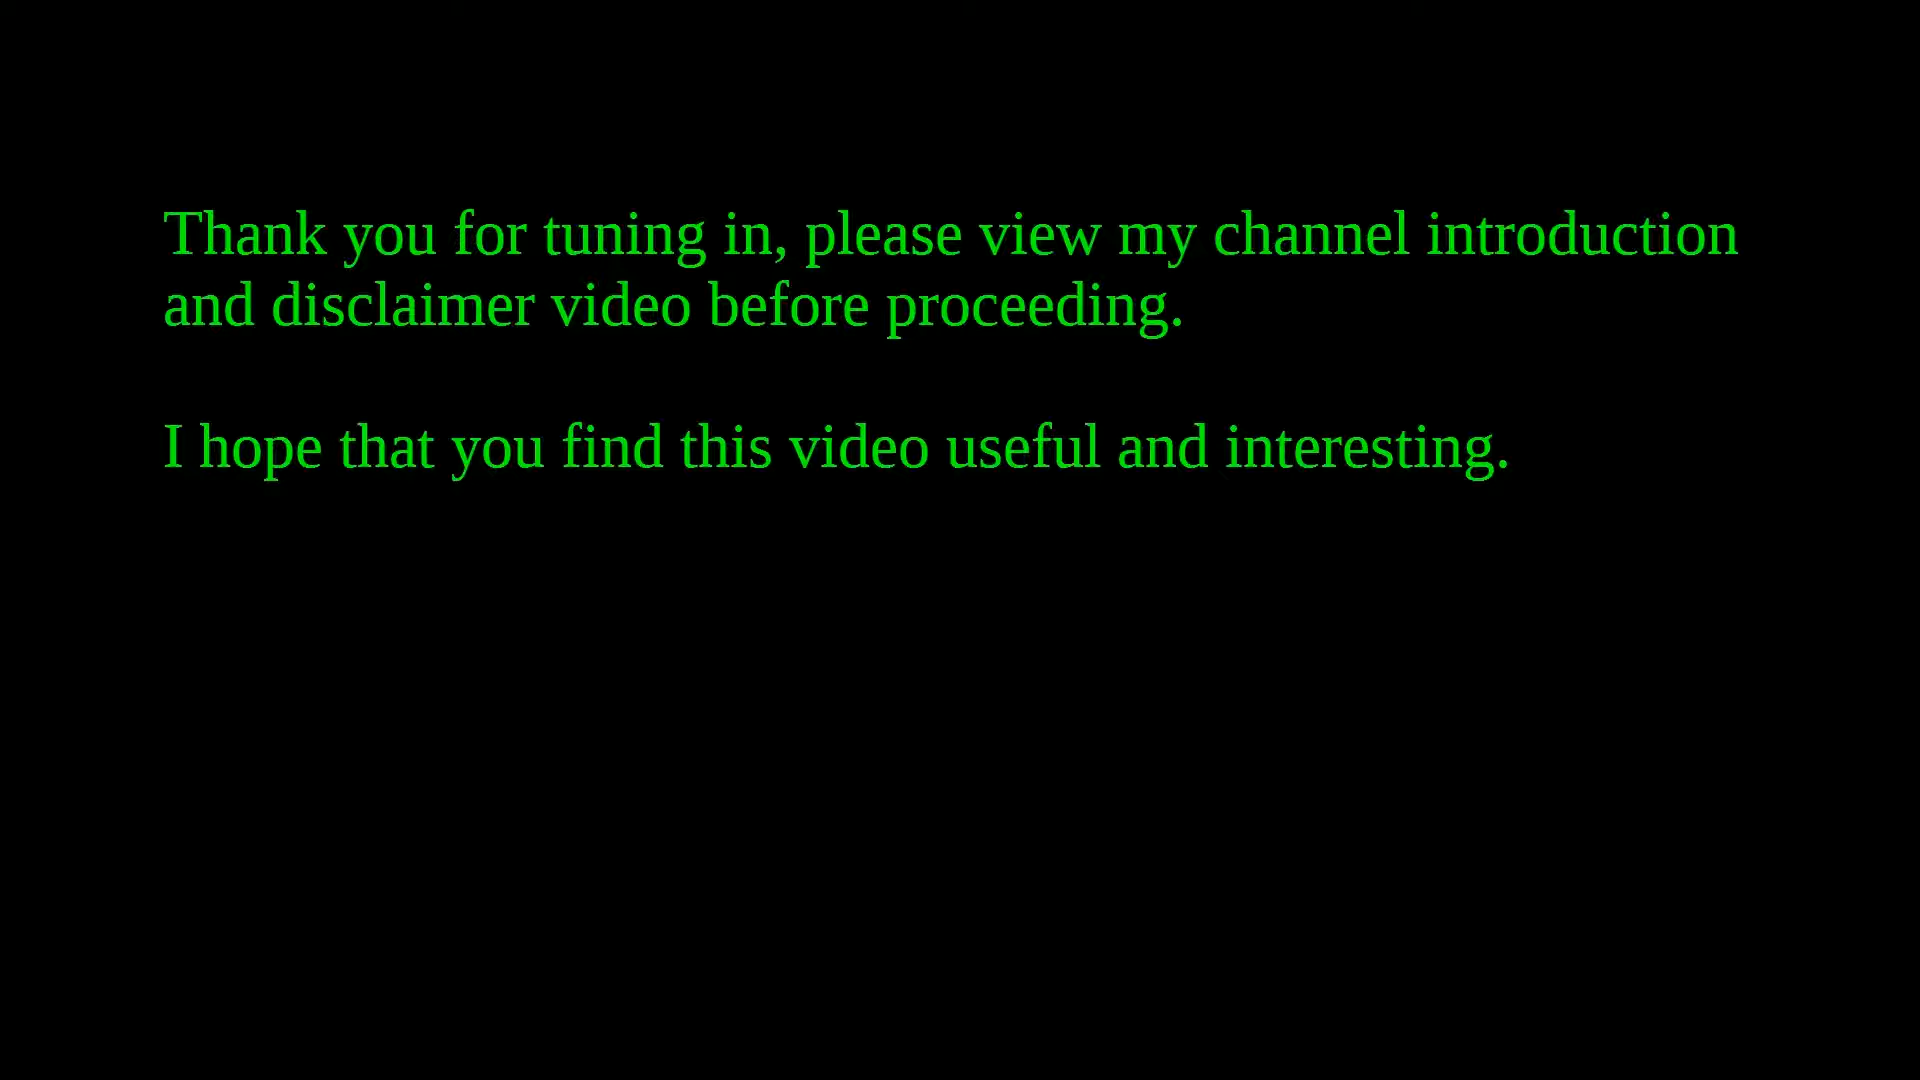 Thank you for tuning in, please view my channel introduction
and disclaimer video before proceeding.
I hope that you find this video useful and interesting.